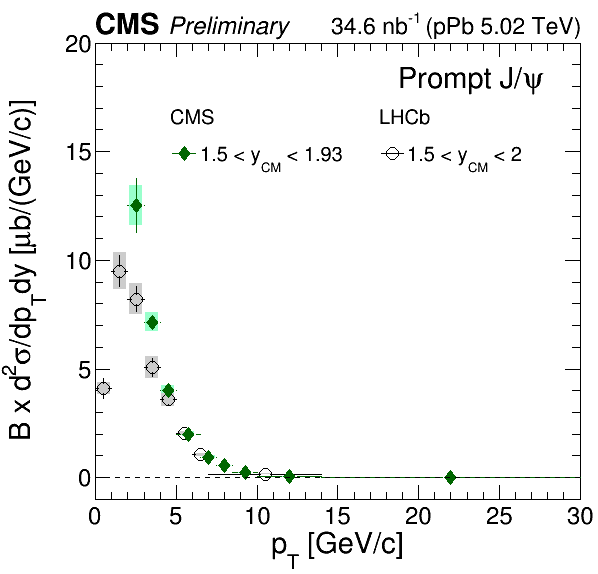 CMS Preliminary 34.6 nb⁻¹ (pPb 5.02 TeV)
Prompt J/ψ
CMS LHCb
1.5 < y_CM < 1.93 1.5 < y_CM < 2
B x d²σ/dp_Tdy [μb/(GeV/c)]
20
15
10
5
0
0 5 10 15 20 25 30
p_T [GeV/c]